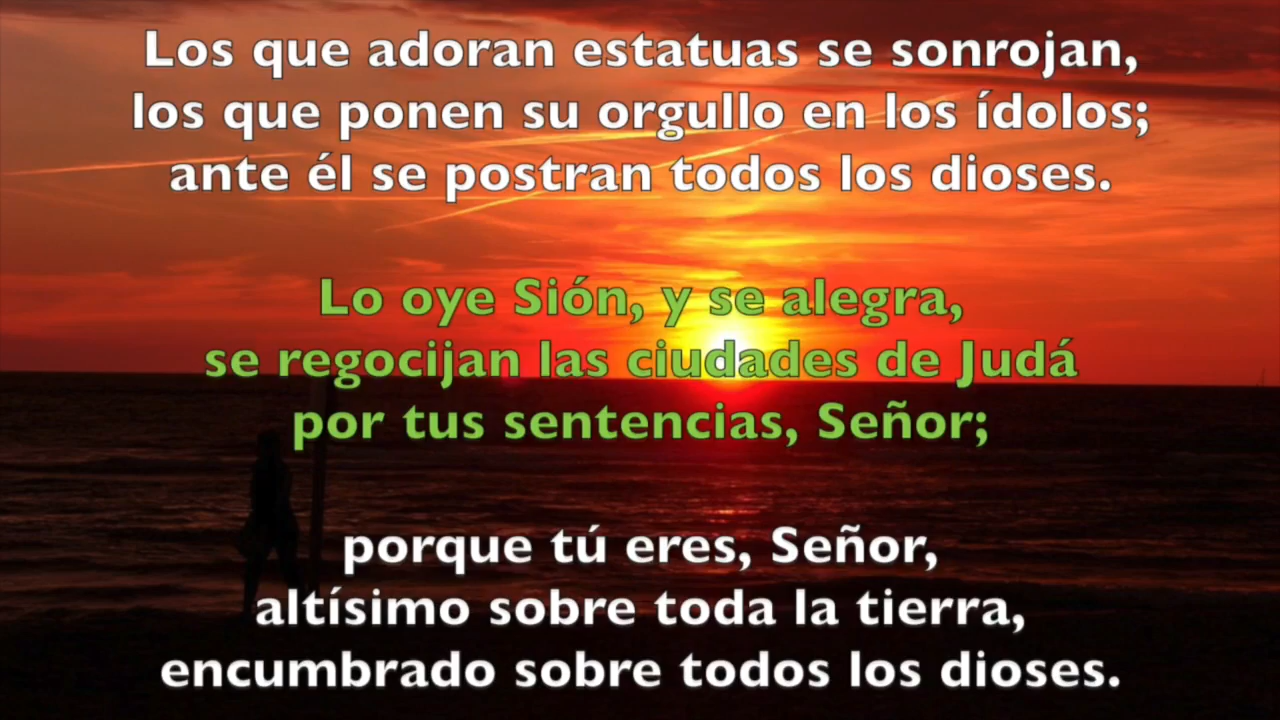 Los que adoran estatuas se sonrojan,
los que ponen su orgullo en los ídolos;
ante él se postran todos los dioses.
Lo oye Sión, y se alegra,
se regocijan las ciudades de Judá
por tus sentencias, Señor;
porque tú eres, Señor,
altísimo sobre toda la tierra,
encumbrado sobre todos los dioses.